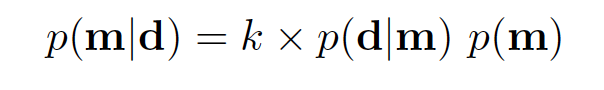 p(𝐦|𝐝) = k × p(𝐝|𝐦) p(𝐦)